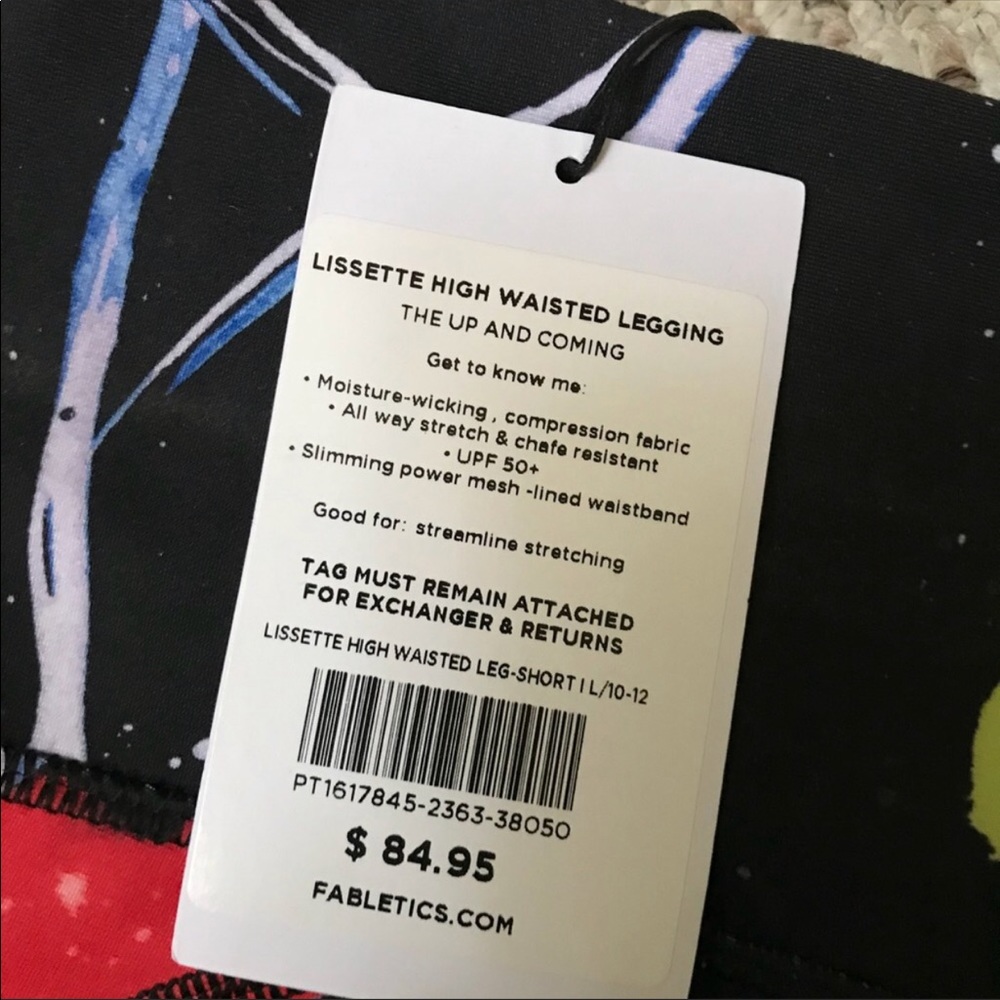 LISSETTE HIGH WAISTED LEGGING
THE UP AND COMING
Get to know me:
• Moisture-wicking, compression fabric
• All way stretch & chafe resistant
• UPF 50+
• Slimming power mesh -lined waistband
Good for: streamline stretching
TAG MUST REMAIN ATTACHED
FOR EXCHANGER & RETURNS
LISSETTE HIGH WAISTED LEG-SHORT I L/10-12
PT1617845-2363-38050
$ 84.95
FABLETICS.COM